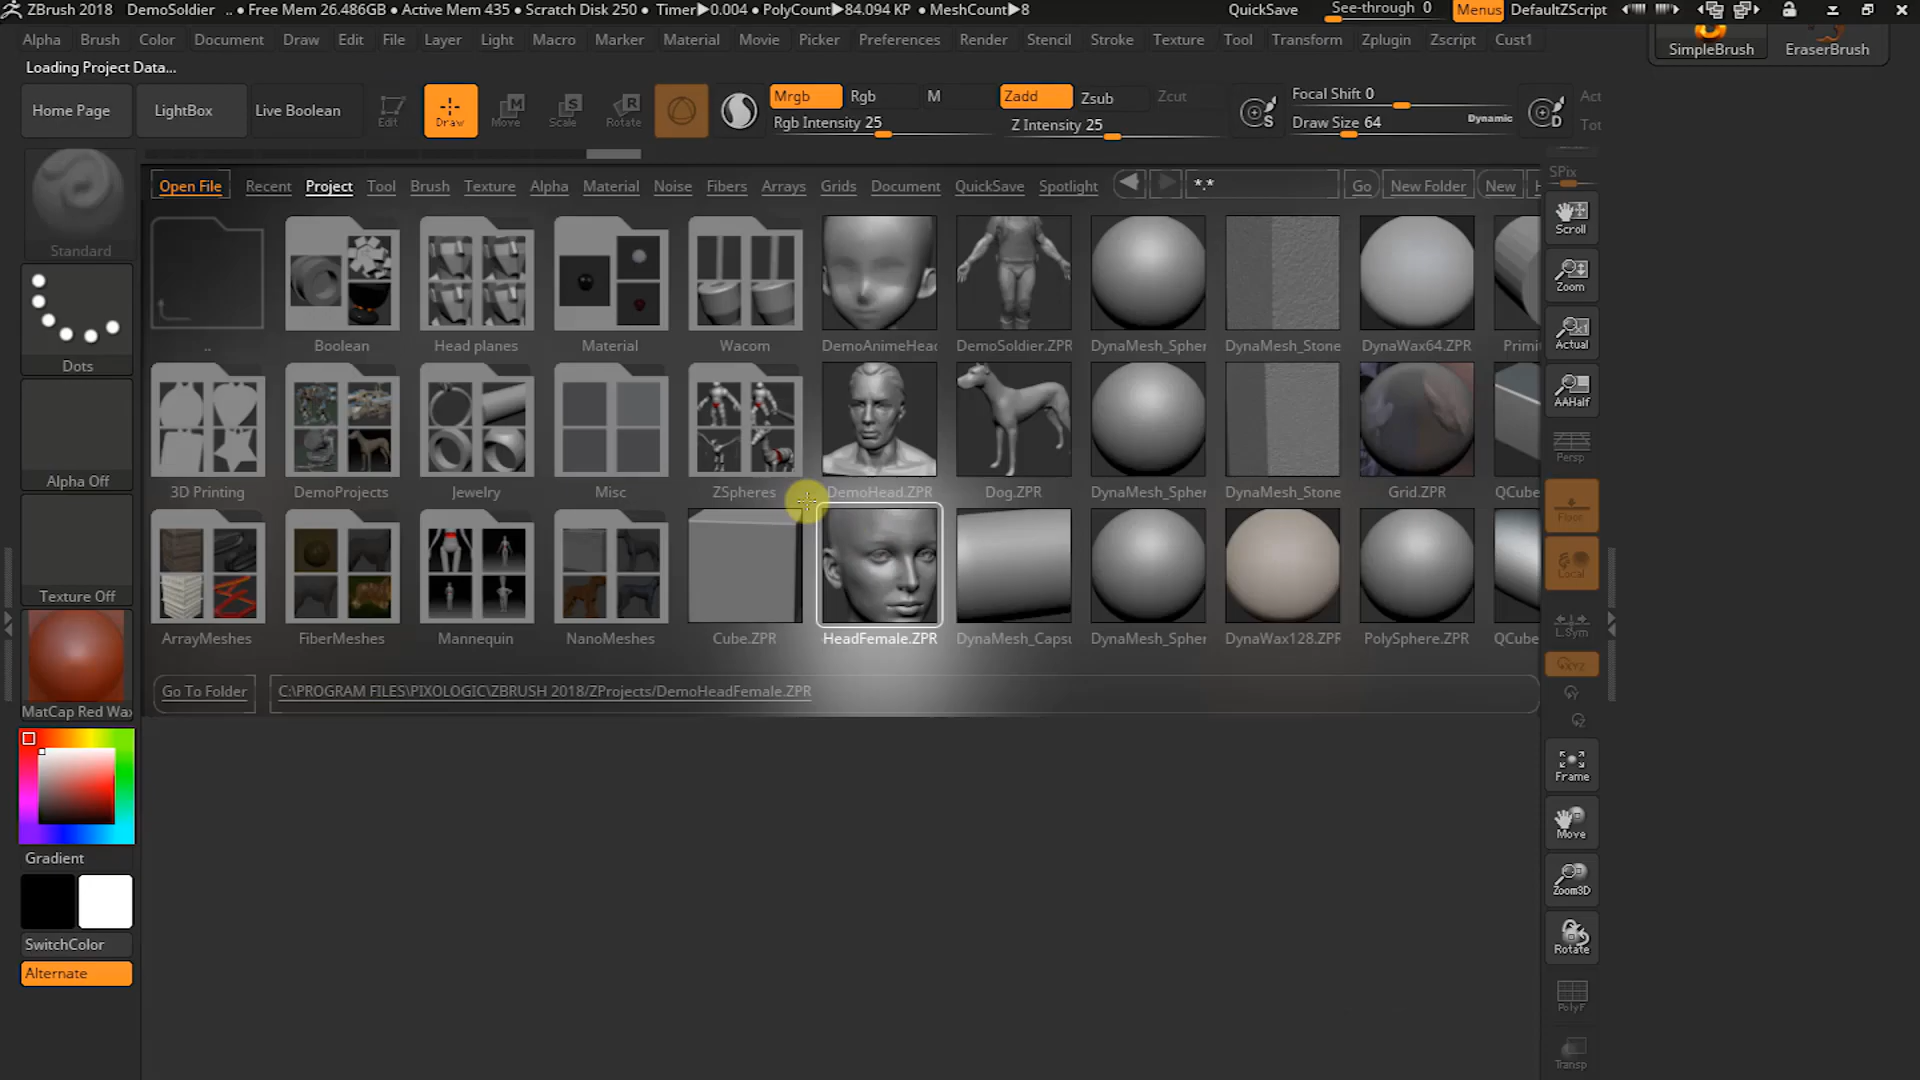 ZBrush 2018 DemoSoldier .. • Free Memory 26.486GB • Active Mem 435 • Scratch Disk 250 • Timer▶0.004 • PolyCount▶84.094 KP • MeshCount▶8 QuickSave See-through 0 Menus DefaultZScript
Alpha Brush Color Document Draw Edit File Layer Light Macro Marker Material Movie Picker Preferences Render Stencil Stroke Texture Tool Transform Zplugin Zscript Cust1
SimpleBrush EraserBrush
Loading Project Data...
Home Page LightBox Live Boolean Edit Draw Move Scale Rotate
Mrgb Rgb M Zadd Zsub Zcut Focal Shift 0 Act
Rgb Intensity 25 Z Intensity 25 Draw Size 64 Dynamic Tot
Open File Recent Project Tool Brush Texture Alpha Material Noise Fibers Arrays Grids Document QuickSave Spotlight *.* Go New Folder New H
.. Boolean Head planes Material Wacom DemoAnimeHead DemoSoldier.ZPR DynaMesh_Spher DynaMesh_Stone DynaWax64.ZPR Primi
3D Printing DemoProjects Jewelry Misc ZSpheres DemoHead.ZPR Dog.ZPR DynaMesh_Spher DynaMesh_Stone Grid.ZPR QCube
ArrayMeshes FiberMeshes Mannequin NanoMeshes Cube.ZPR HeadFemale.ZPR DynaMesh_Capsu DynaMesh_Spher DynaWax128.ZPR PolySphere.ZPR QCube
Go To Folder C:\PROGRAM FILES\PIXOLOGIC\ZBRUSH 2018/ZProjects/DemoHeadFemale.ZPR
Standard
Dots
Alpha Off
Texture Off
MatCap Red Wax
Gradient
SwitchColor
Alternate
SPix
Scroll
Zoom
Actual
AAHalf
Persp
Floor
Local
L.Sym
XYZ
Frame
Move
Zoom3D
Rotate
PolyF
Transp